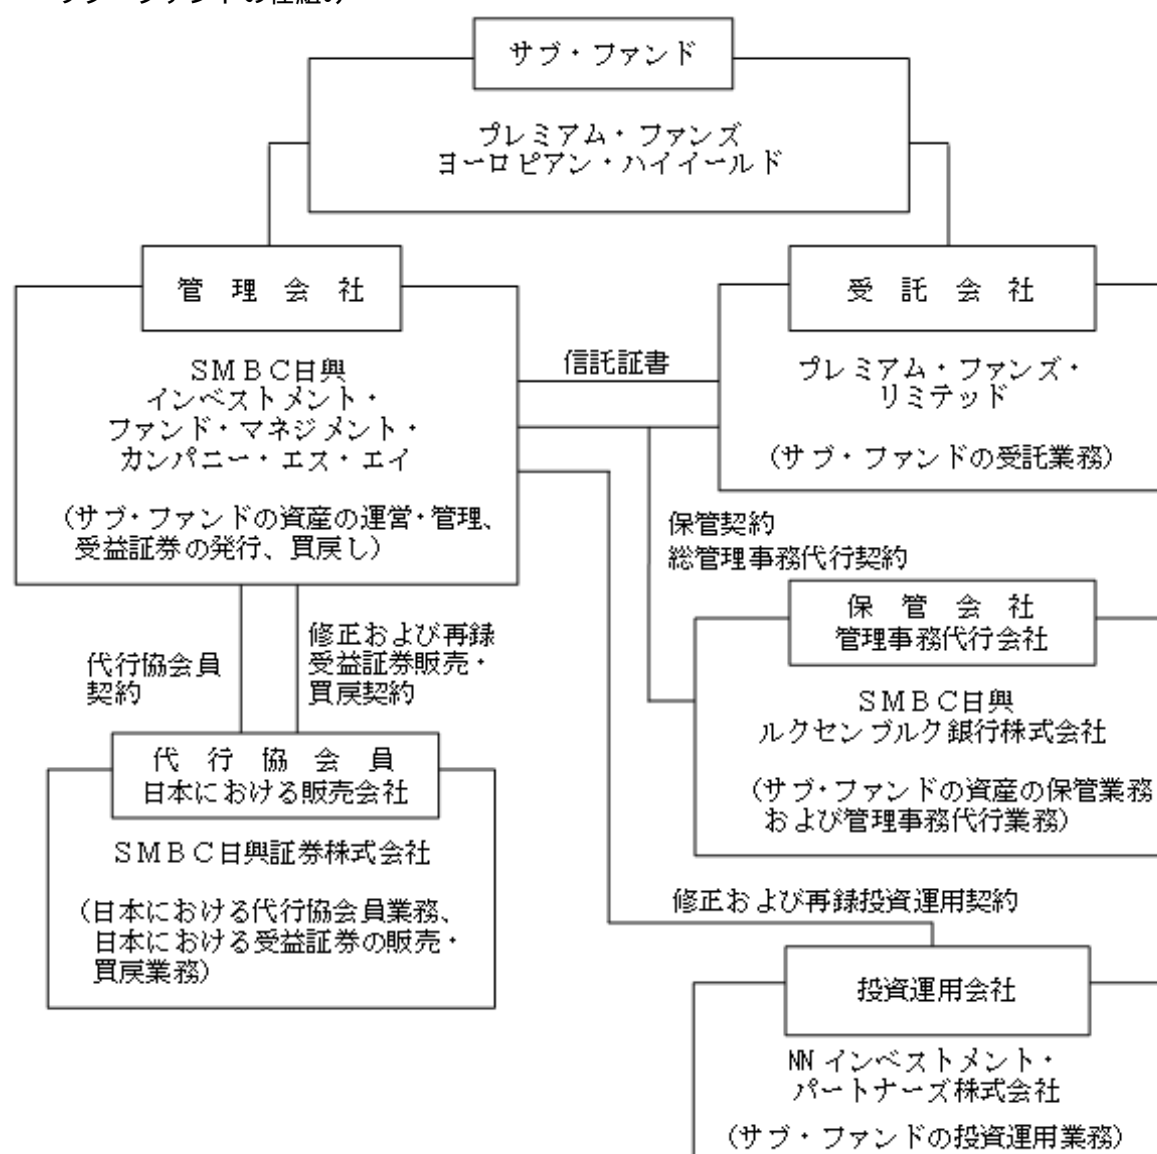 サブ・ファンドの仕組み
サブ・ファンド
プレミアム・ファンズ
ヨーロピアン・ハイイールド
管理会社
ＳＭＢＣ日興
インベストメント・
ファンド・マネジメント・
カンパニー・エス・エイ
（サブ・ファンドの資産の運営・管理、
受益証券の発行、買戻し）
信託証書
受託会社
プレミアム・ファンズ・
リミテッド
（サブ・ファンドの受託業務）
保管契約
総管理事務代行契約
保管会社
管理事務代行会社
ＳＭＢＣ日興
ルクセンブルク銀行株式会社
（サブ・ファンドの資産の保管業務
および管理事務代行業務）
代行協会員
契約
修正および再録
受益証券販売・
買戻契約
代行協会員
日本における販売会社
ＳＭＢＣ日興証券株式会社
（日本における代行協会員業務、
日本における受益証券の販売・
買戻業務）
修正および再録投資運用契約
投資運用会社
NN インベストメント・
パートナーズ株式会社
（サブ・ファンドの投資運用業務）